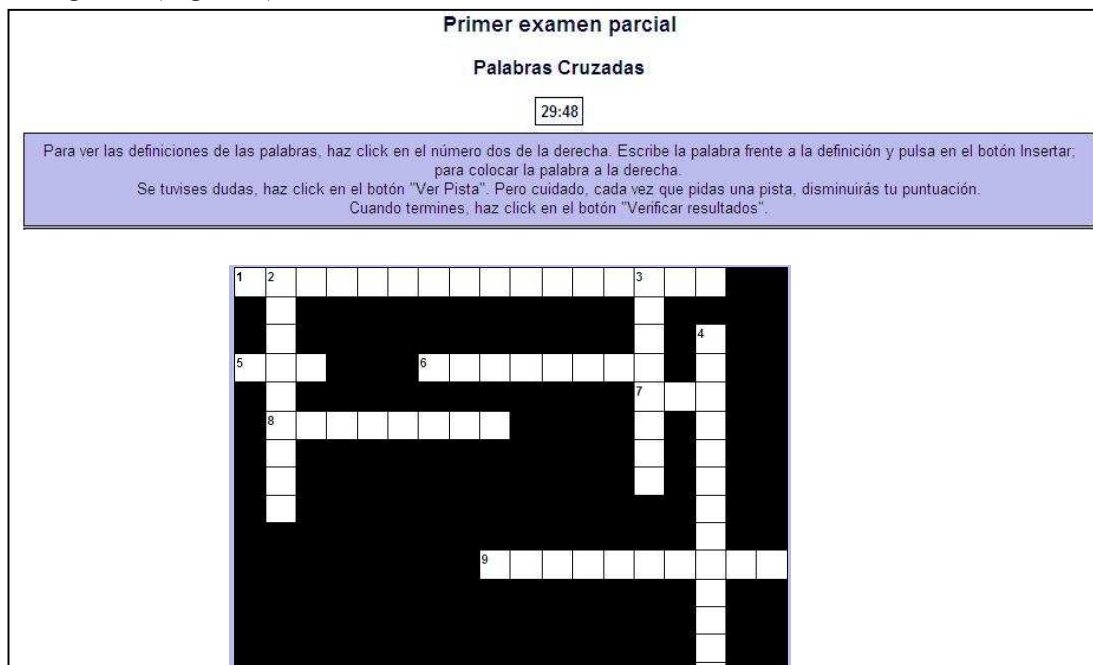 Primer examen parcial
Palabras Cruzadas
29:48
Para ver las definiciones de las palabras, haz click en el número dos de la derecha. Escribe la palabra frente a la definición y pulsa en el botón Insertar;
para colocar la palabra a la derecha.
Se tuvises dudas, haz click en el botón "Ver Pista". Pero cuidado, cada vez que pidas una pista, disminuirás tu puntuación.
Cuando termines, haz click en el botón "Verificar resultados".
1 2 3
4
5 6
7
8
9